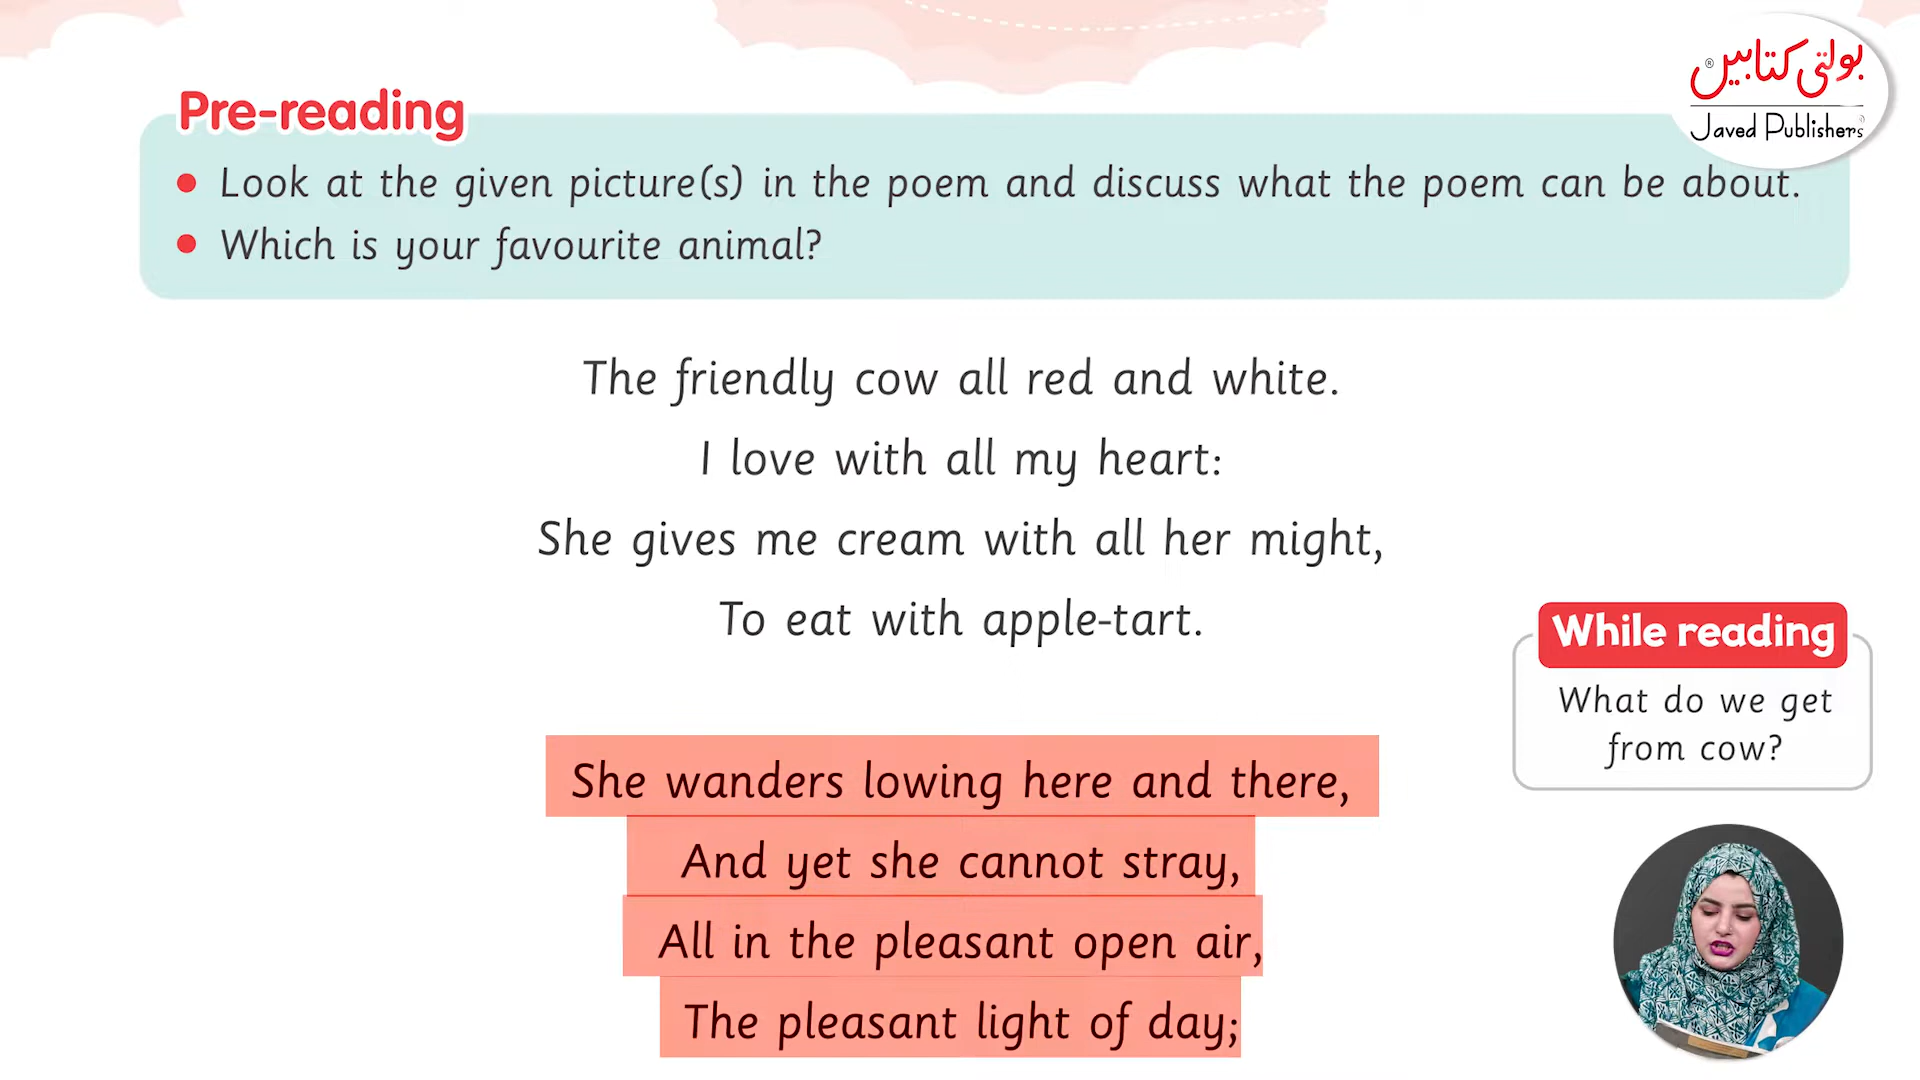 بولتی کتابیں®
Javed Publishers®
Pre-reading
• Look at the given picture(s) in the poem and discuss what the poem can be about.
• Which is your favourite animal?
The friendly cow all red and white.
I love with all my heart:
She gives me cream with all her might,
To eat with apple-tart.
While reading
What do we get
from cow?
She wanders lowing here and there,
And yet she cannot stray,
All in the pleasant open air,
The pleasant light of day;